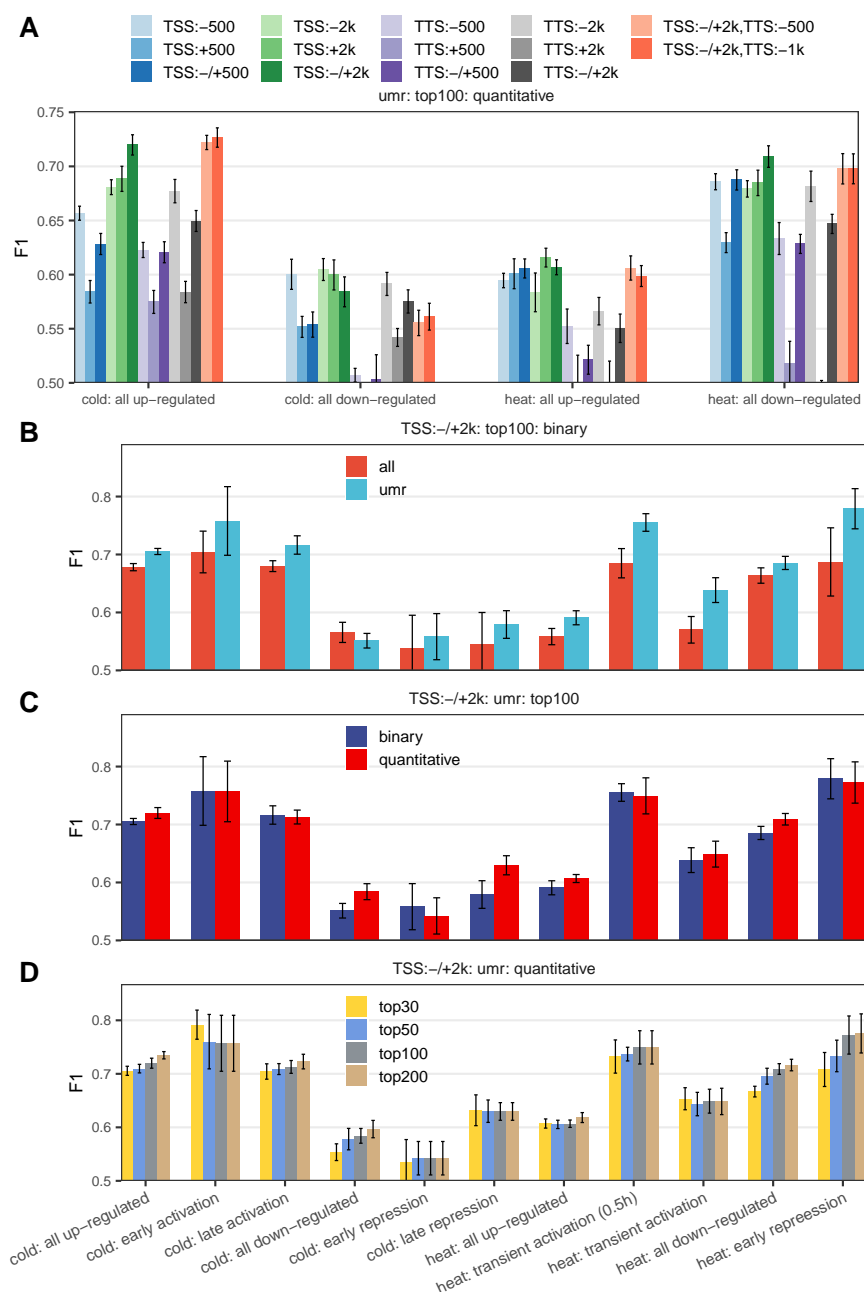 A
TSS:−500 TSS:−2k TTS:−500 TTS:−2k TSS:−/+2k,TTS:−500
TSS:+500 TSS:+2k TTS:+500 TTS:+2k TSS:−/+2k,TTS:−1k
TSS:−/+500 TSS:−/+2k TTS:−/+500 TTS:−/+2k
umr: top100: quantitative
0.75
0.70
0.65
0.60
0.55
0.50
F1
cold: all up−regulated cold: all down−regulated heat: all up−regulated heat: all down−regulated
B
TSS:−/+2k: top100: binary
all
umr
0.8
0.7
0.6
0.5
F1
C
TSS:−/+2k: umr: top100
binary
quantitative
0.8
0.7
0.6
0.5
F1
D
TSS:−/+2k: umr: quantitative
top30
top50
top100
top200
0.8
0.7
0.6
0.5
F1
cold: all up−regulated
cold: early activation
cold: late activation
cold: all down−regulated
cold: early repression
cold: late repression
heat: all up−regulated
heat: transient activation (0.5h)
heat: transient activation
heat: all down−regulated
heat: early repreession